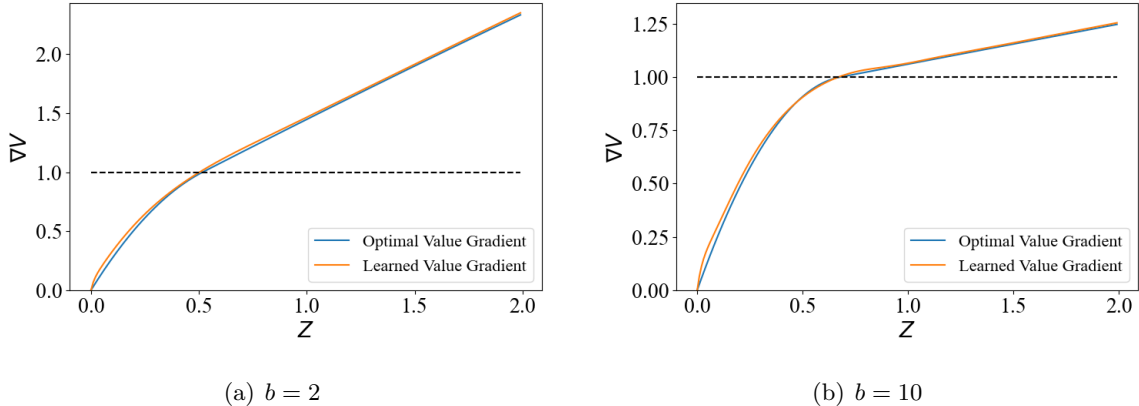 2.0
1.5
1.0
0.5
0.0
∇V
0.0 0.5 1.0 1.5 2.0
Z
Optimal Value Gradient
Learned Value Gradient
(a) b = 2
1.25
1.00
0.75
0.50
0.25
0.00
∇V
0.0 0.5 1.0 1.5 2.0
Z
Optimal Value Gradient
Learned Value Gradient
(b) b = 10